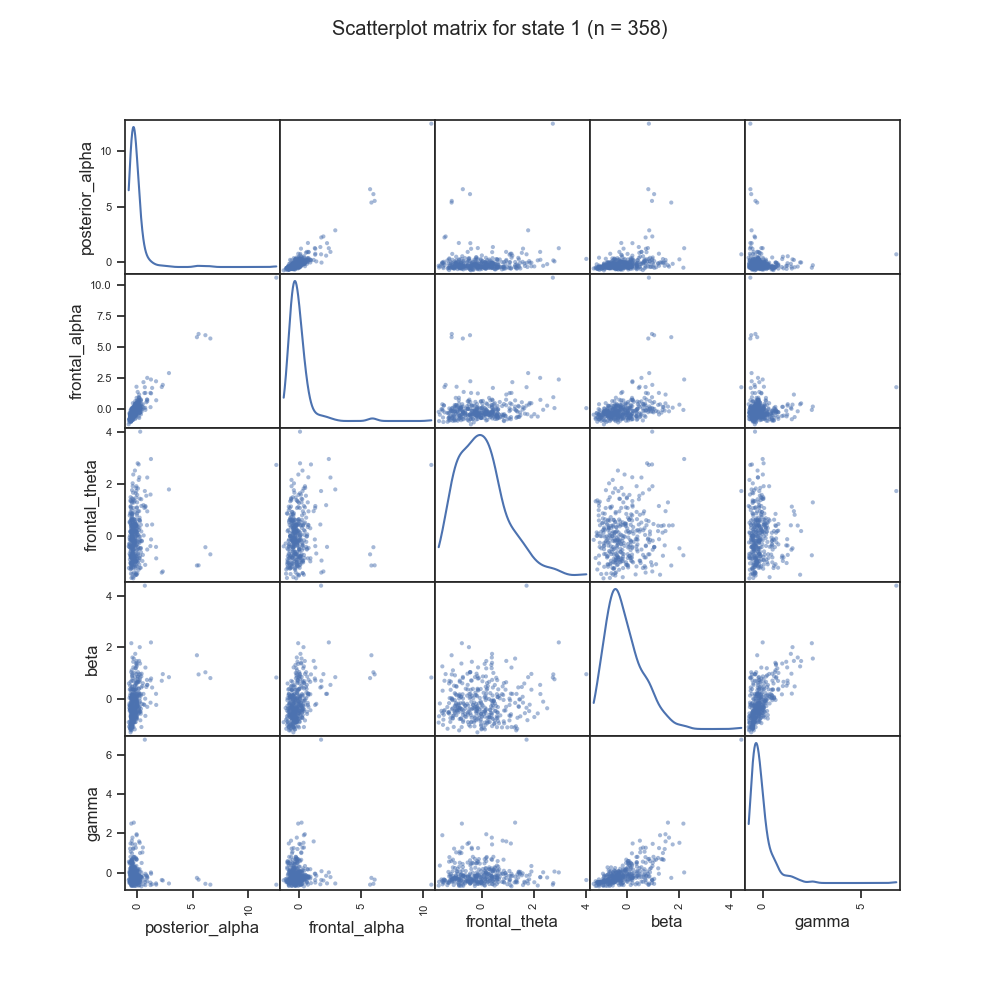 Scatterplot matrix for state 1 (n = 358)
posterior_alpha
10
5
0
frontal_alpha
10.0
7.5
5.0
2.5
0.0
frontal_theta
4
2
0
beta
4
2
0
gamma
6
4
2
0
0 5 10 0 5 10 0 2 4 0 2 4 0 5
posterior_alpha frontal_alpha frontal_theta beta gamma